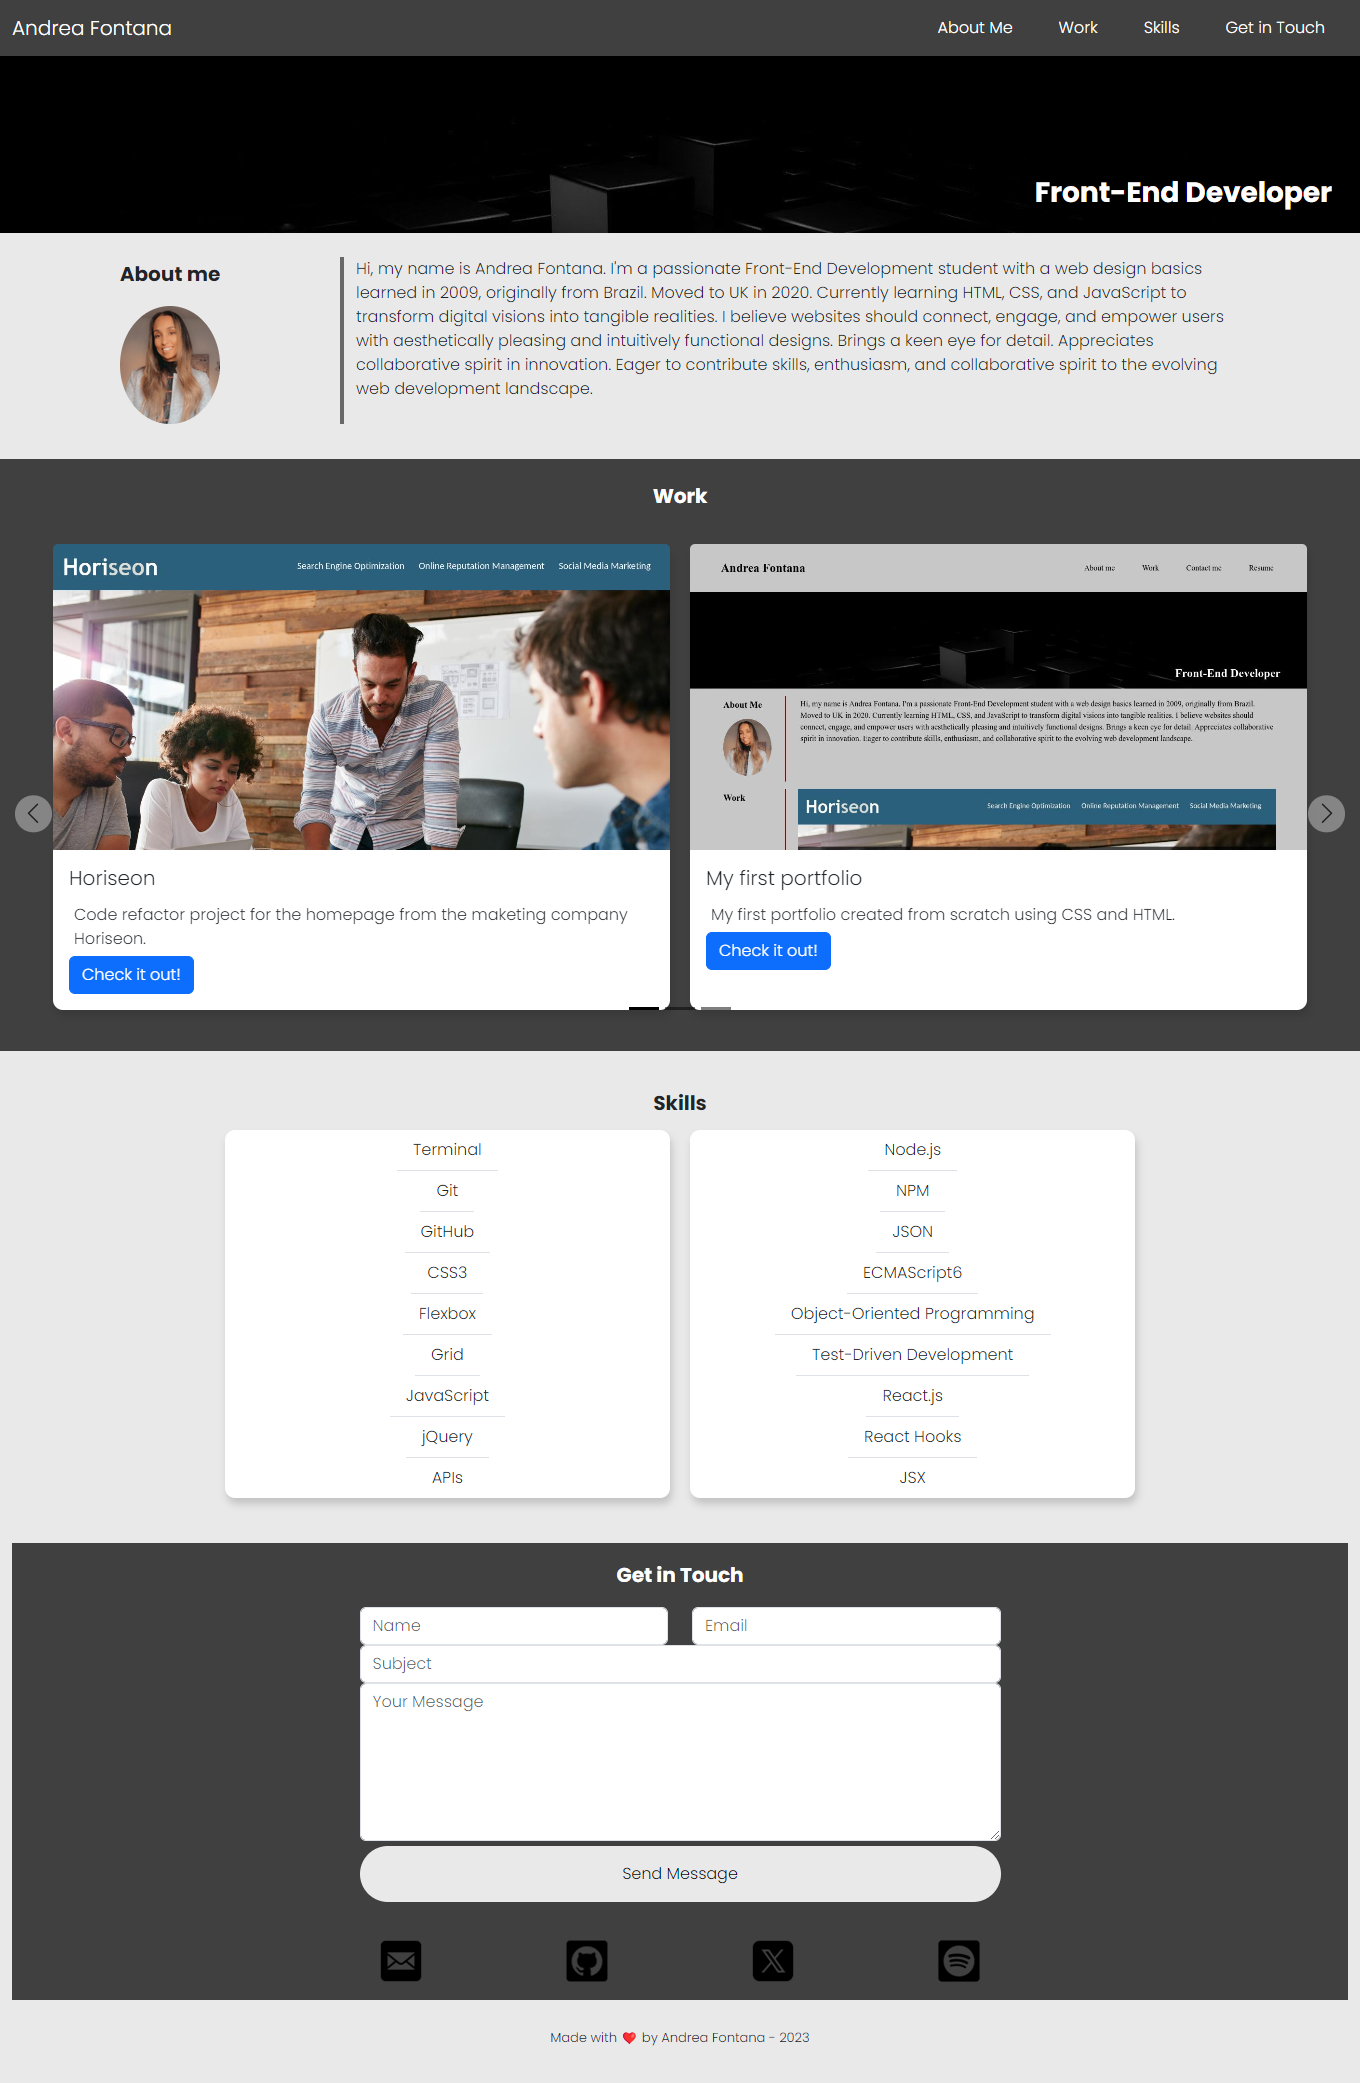 Andrea Fontana
About Me
Work
Skills
Get in Touch
Front-End Developer
About me
Hi, my name is Andrea Fontana. I'm a passionate Front-End Development student with a web design basics
learned in 2009, originally from Brazil. Moved to UK in 2020. Currently learning HTML, CSS, and JavaScript to
transform digital visions into tangible realities. I believe websites should connect, engage, and empower users
with aesthetically pleasing and intuitively functional designs. Brings a keen eye for detail. Appreciates
collaborative spirit in innovation. Eager to contribute skills, enthusiasm, and collaborative spirit to the evolving
web development landscape.
Work
Horiseon
Search Engine Optimization
Online Reputation Management
Social Media Marketing
Horiseon
Code refactor project for the homepage from the maketing company
Horiseon.
Check it out!
Andrea Fontana
About me
Work
Contact me
Resume
Front-End Developer
About Me
Hi, my name is Andrea Fontana. I'm a passionate Front-End Development student with a web design basics learned in 2009, originally from Brazil.
Moved to UK in 2020. Currently learning HTML, CSS, and JavaScript to transform digital visions into tangible realities. I believe websites should
connect, engage, and empower users with aesthetically pleasing and intuitively functional designs. Brings a keen eye for detail. Appreciates collaborative
spirit in innovation. Eager to contribute skills, enthusiasm, and collaborative spirit to the evolving web development landscape.
Work
Horiseon
Search Engine Optimization
Online Reputation Management
Social Media Marketing
My first portfolio
My first portfolio created from scratch using CSS and HTML.
Check it out!
Skills
Terminal
Git
GitHub
CSS3
Flexbox
Grid
JavaScript
jQuery
APIs
Node.js
NPM
JSON
ECMAScript6
Object-Oriented Programming
Test-Driven Development
React.js
React Hooks
JSX
Get in Touch
Name
Email
Subject
Your Message
Send Message
Made with ❤️ by Andrea Fontana - 2023